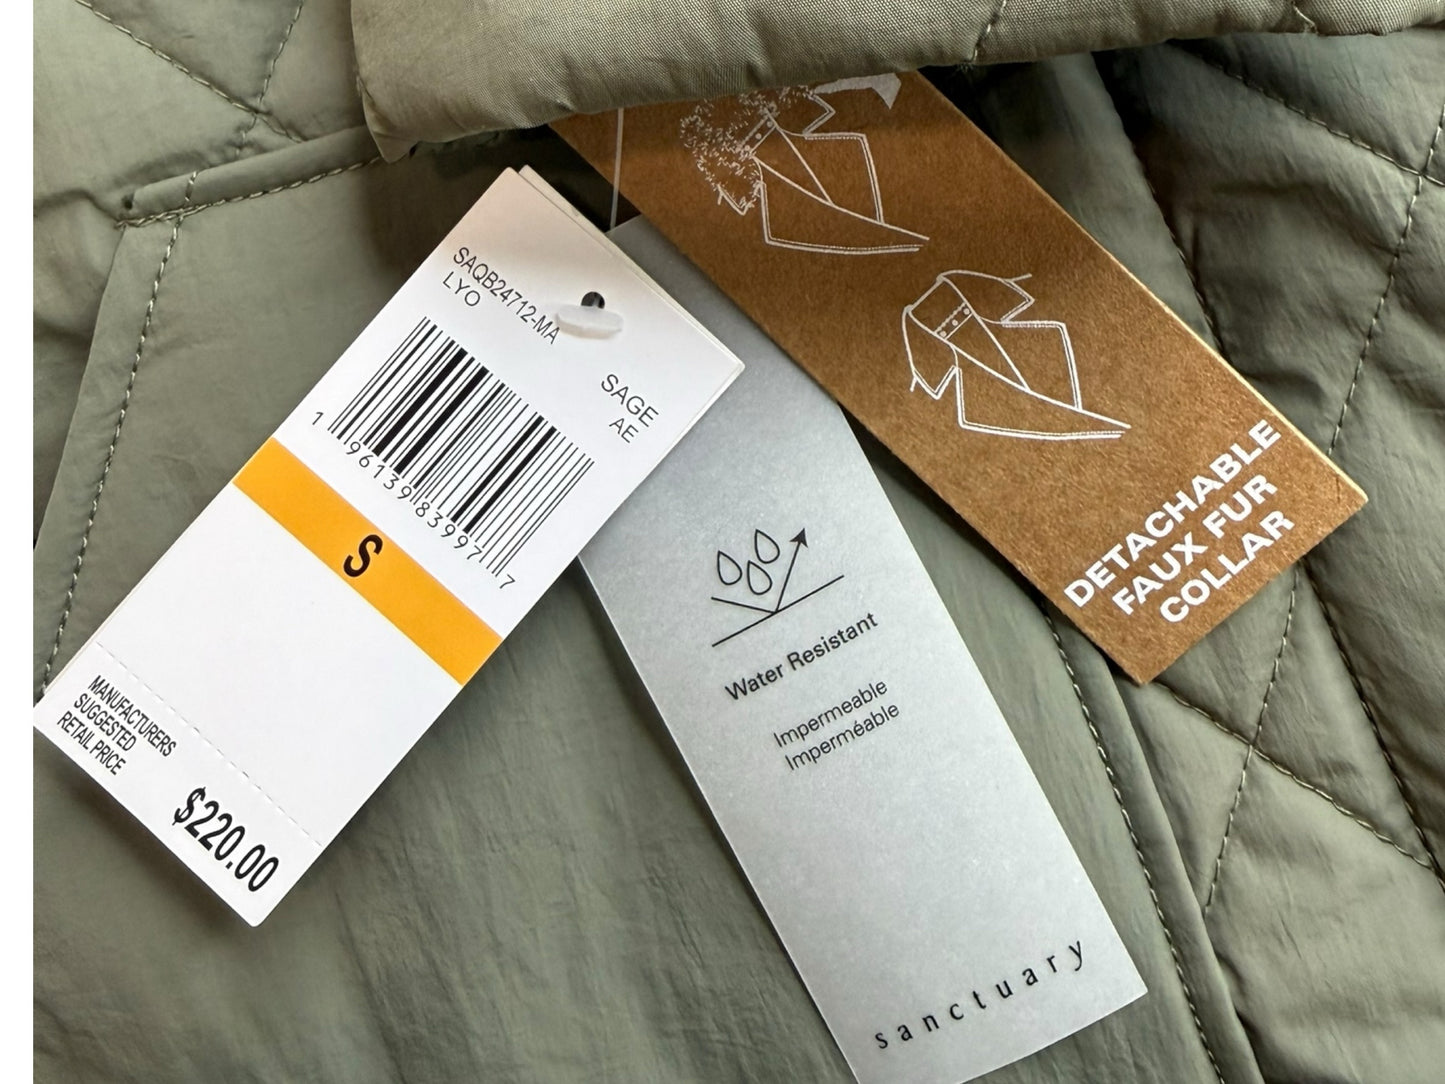 SAQB24712-MA
LYO
SAGE
AE
1 96139 83997 7
S
MANUFACTURERS
SUGGESTED
RETAIL PRICE
$220.00
Water Resistant
Impermeable
Imperméable
sanctuary
DETACHABLE
FAUX FUR
COLLAR